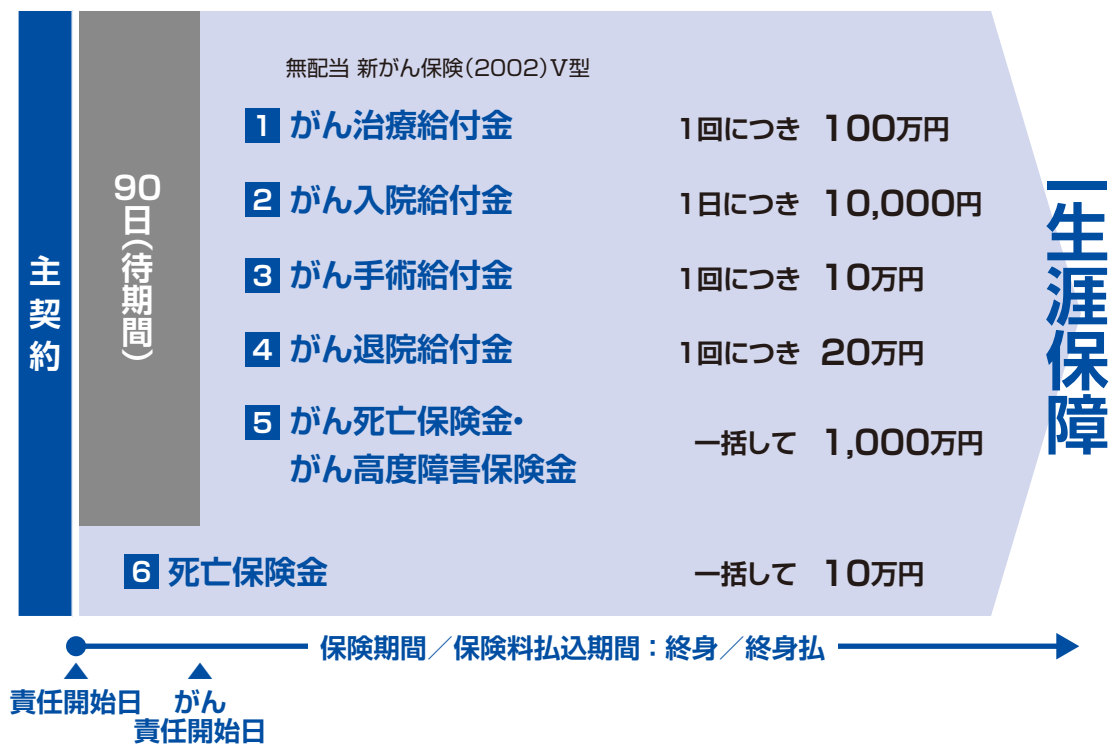 主契約
90日(待期間)
無配当 新がん保険(2002)Ⅴ型
1 がん治療給付金 1回につき 100万円
2 がん入院給付金 1日につき 10,000円
3 がん手術給付金 1回につき 10万円
4 がん退院給付金 1回につき 20万円
5 がん死亡保険金・
がん高度障害保険金 一括して 1,000万円
6 死亡保険金 一括して 10万円
一生涯保障
保険期間/保険料払込期間:終身/終身払
責任開始日
がん
責任開始日